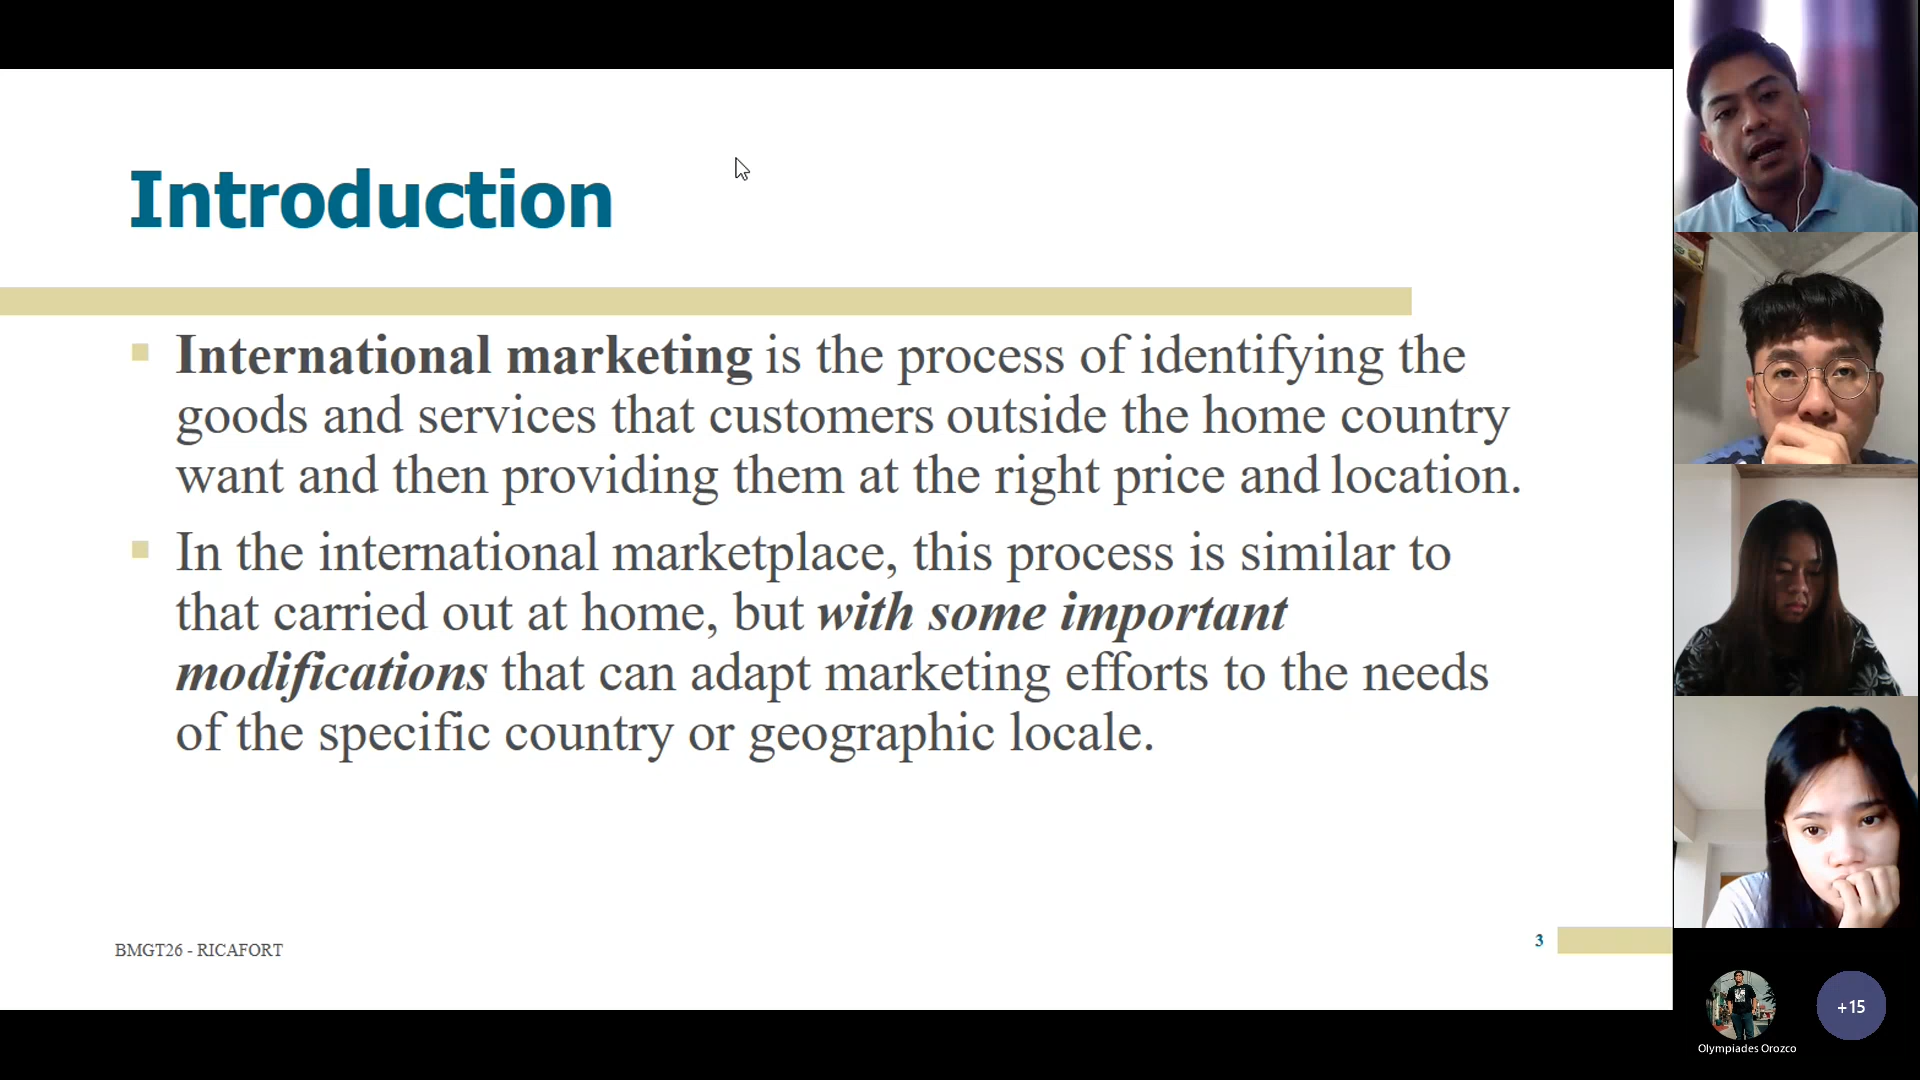 Introduction
International marketing is the process of identifying the
goods and services that customers outside the home country
want and then providing them at the right price and location.
In the international marketplace, this process is similar to
that carried out at home, but with some important
modifications that can adapt marketing efforts to the needs
of the specific country or geographic locale.
BMGT26 - RICAFORT
3
+15
Olympiades Orozco